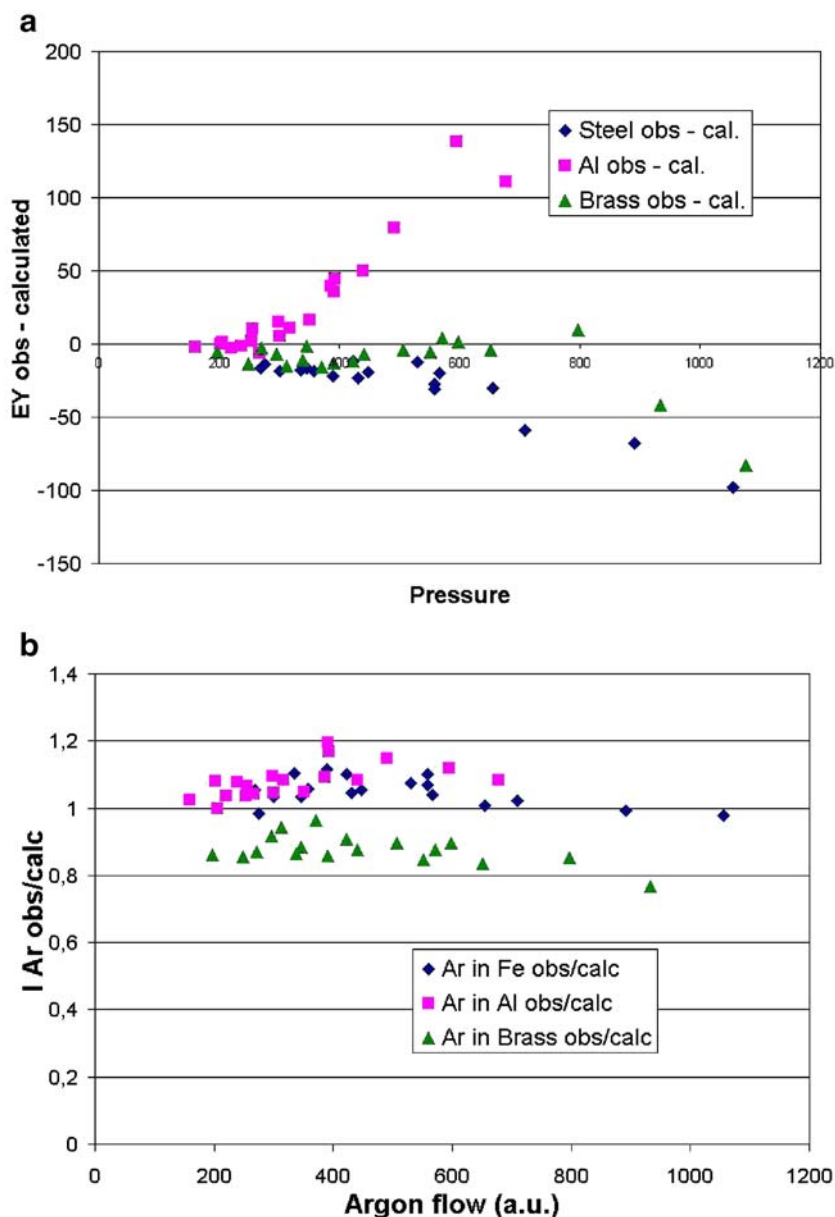 a
200
150
100
50
0
-50
-100
-150
0 200 400 600 800 1000 1200
EY obs - calculated
Steel obs - cal.
Al obs - cal.
Brass obs - cal.
Pressure
b
1,4
1,2
1
0,8
0,6
0,4
0,2
0
I Ar obs/calc
Ar in Fe obs/calc
Ar in Al obs/calc
Ar in Brass obs/calc
0 200 400 600 800 1000 1200
Argon flow (a.u.)